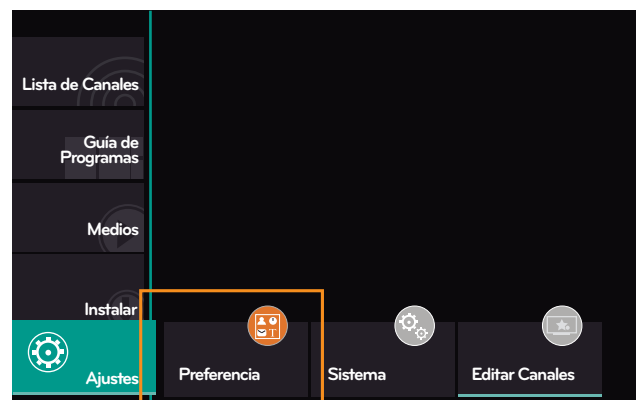 Lista de Canales
Guía de
Programas
Medios
Instalar
Ajustes
Preferencia
Sistema
Editar Canales